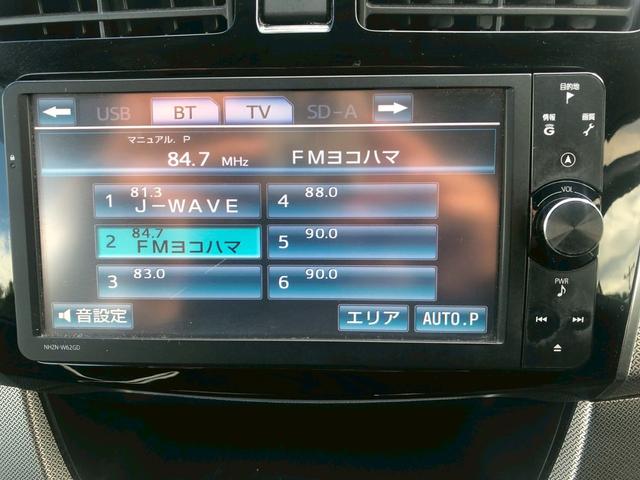 USB BT TV SD-A
マニュアル. P
84.7 MHz FMヨコハマ
1 81.3 J-WAVE
4 88.0
2 84.7 FMヨコハマ
5 90.0
3 83.0
6 90.0
音設定 エリア AUTO.P
NHZN-W62GD
目的地
情報 G 画質
VOL
PWR